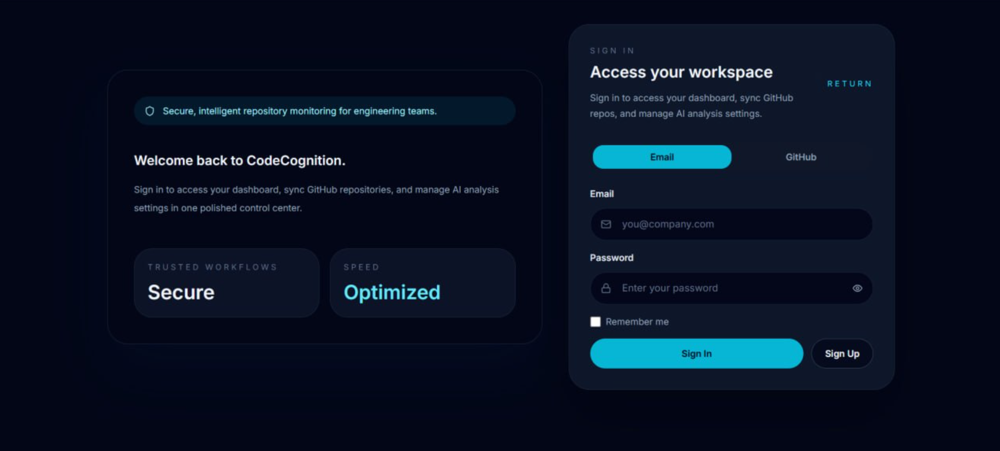 Secure, intelligent repository monitoring for engineering teams.
Welcome back to CodeCognition.
Sign in to access your dashboard, sync GitHub repositories, and manage AI analysis
settings in one polished control center.
TRUSTED WORKFLOWS
Secure
SPEED
Optimized
SIGN IN
Access your workspace
RETURN
Sign in to access your dashboard, sync GitHub
repos, and manage AI analysis settings.
Email
GitHub
Email
you@company.com
Password
Enter your password
Remember me
Sign In
Sign Up